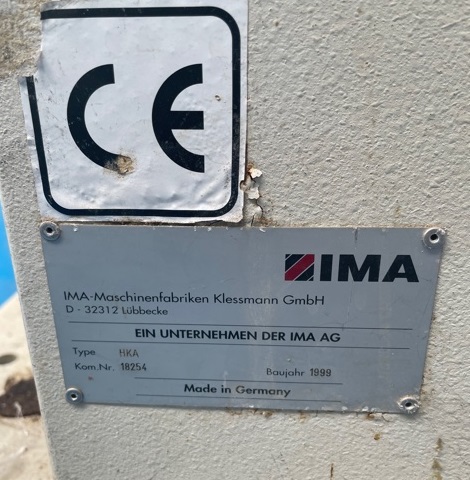 CE
IMA
IMA-Maschinenfabriken Klessmann GmbH
D - 32312 Lübbecke
EIN UNTERNEHMEN DER IMA AG
Type HKA
Kom.Nr. 18254 Baujahr 1999
Made in Germany